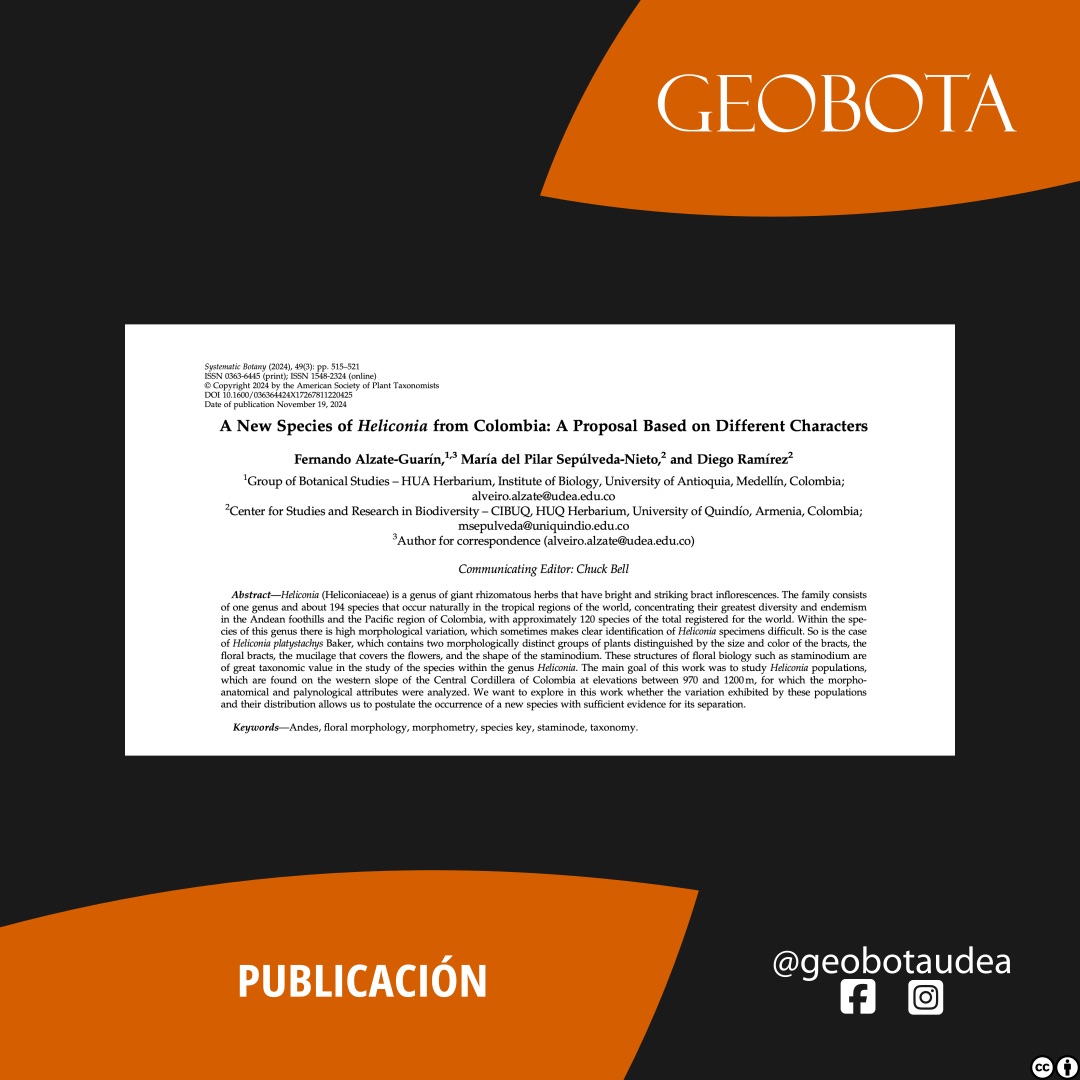 GEOBOTA
Systematic Botany (2024), 49(3): pp. 515–521
ISSN 0363-6445 (print); ISSN 1548-2324 (online)
© Copyright 2024 by the American Society of Plant Taxonomists
DOI 10.1600/036364424X17267811220425
Date of publication November 19, 2024
A New Species of Heliconia from Colombia: A Proposal Based on Different Characters
Fernando Alzate-Guarín,1,3 María del Pilar Sepúlveda-Nieto,2 and Diego Ramírez2
1Group of Botanical Studies – HUA Herbarium, Institute of Biology, University of Antioquia, Medellín, Colombia;
alveiro.alzate@udea.edu.co
2Center for Studies and Research in Biodiversity – CIBUQ, HUQ Herbarium, University of Quindío, Armenia, Colombia;
msepulveda@uniquindio.edu.co
3Author for correspondence (alveiro.alzate@udea.edu.co)
Communicating Editor: Chuck Bell
Abstract—Heliconia (Heliconiaceae) is a genus of giant rhizomatous herbs that have bright and striking bract inflorescences. The family consists
of one genus and about 194 species that occur naturally in the tropical regions of the world, concentrating their greatest diversity and endemism
in the Andean foothills and the Pacific region of Colombia, with approximately 120 species of the total registered for the world. Within the spe-
cies of this genus there is high morphological variation, which sometimes makes clear identification of Heliconia specimens difficult. So is the case
of Heliconia platystachys Baker, which contains two morphologically distinct groups of plants distinguished by the size and color of the bracts, the
floral bracts, the mucilage that covers the flowers, and the shape of the staminodium. These structures of floral biology such as staminodium are
of great taxonomic value in the study of the species within the genus Heliconia. The main goal of this work was to study Heliconia populations,
which are found on the western slope of the Central Cordillera of Colombia at elevations between 970 and 1200 m, for which the morpho-
anatomical and palynological attributes were analyzed. We want to explore in this work whether the variation exhibited by these populations
and their distribution allows us to postulate the occurrence of a new species with sufficient evidence for its separation.
Keywords—Andes, floral morphology, morphometry, species key, staminode, taxonomy.
PUBLICACIÓN
@geobotaudea
cc